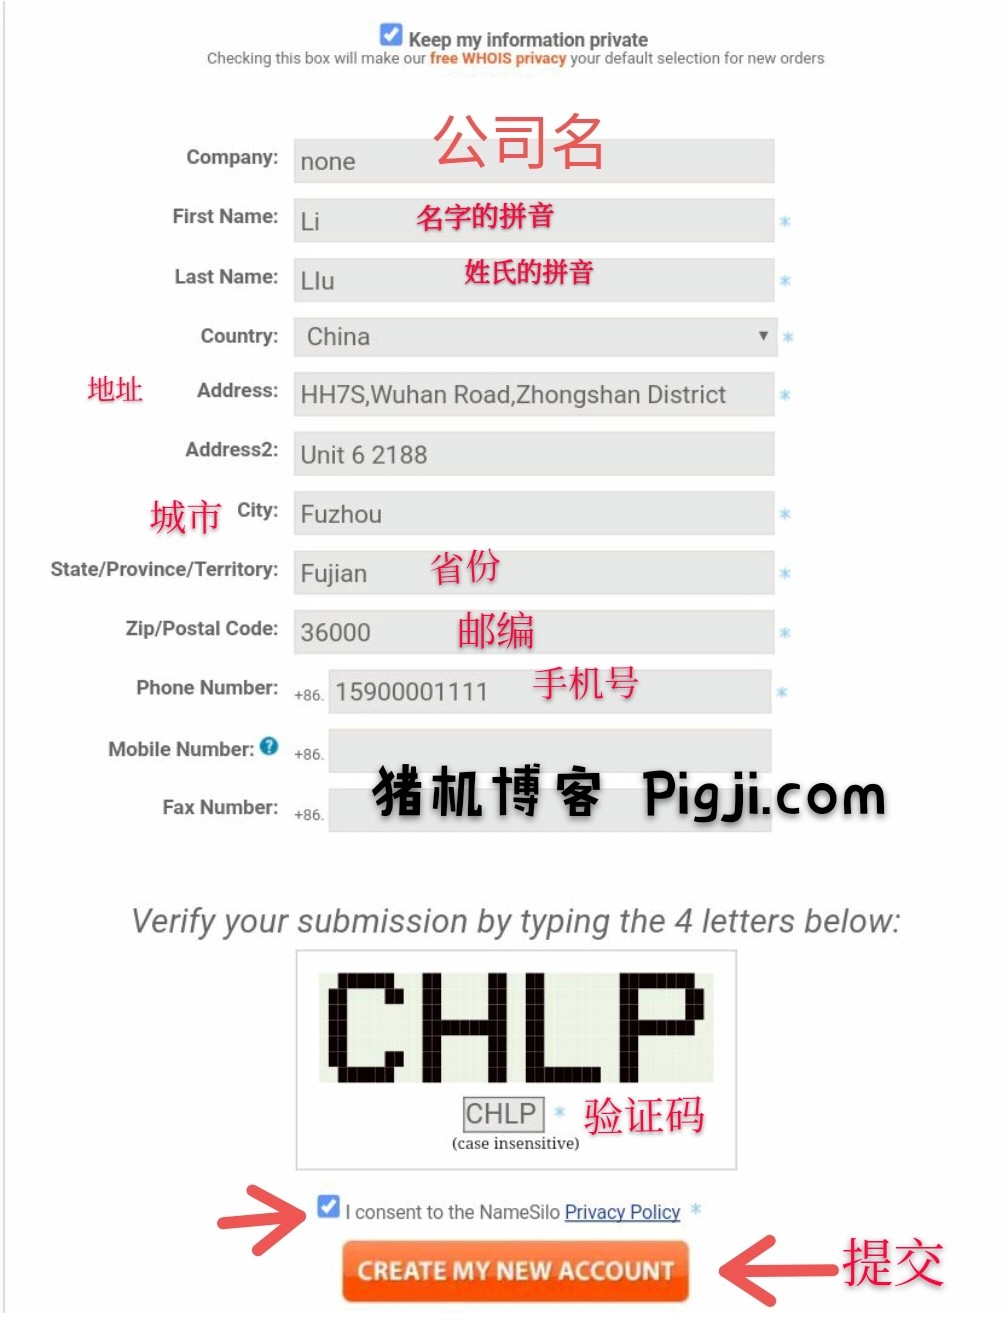 Keep my information private
Checking this box will make our free WHOIS privacy your default selection for new orders
公司名
Company: none
First Name: Li 名字的拼音 *
Last Name: LIu 姓氏的拼音 *
Country: China ▼ *
地址 Address: HH7S,Wuhan Road,Zhongshan District *
Address2: Unit 6 2188
城市 City: Fuzhou *
State/Province/Territory: Fujian 省份 *
Zip/Postal Code: 36000 邮编 *
Phone Number: +86. 15900001111 手机号 *
Mobile Number: ? +86.
猪机博客 Pigji.com
Fax Number: +86.
Verify your submission by typing the 4 letters below:
CHLP
CHLP * 验证码
(case insensitive)
I consent to the NameSilo Privacy Policy *
CREATE MY NEW ACCOUNT 提交